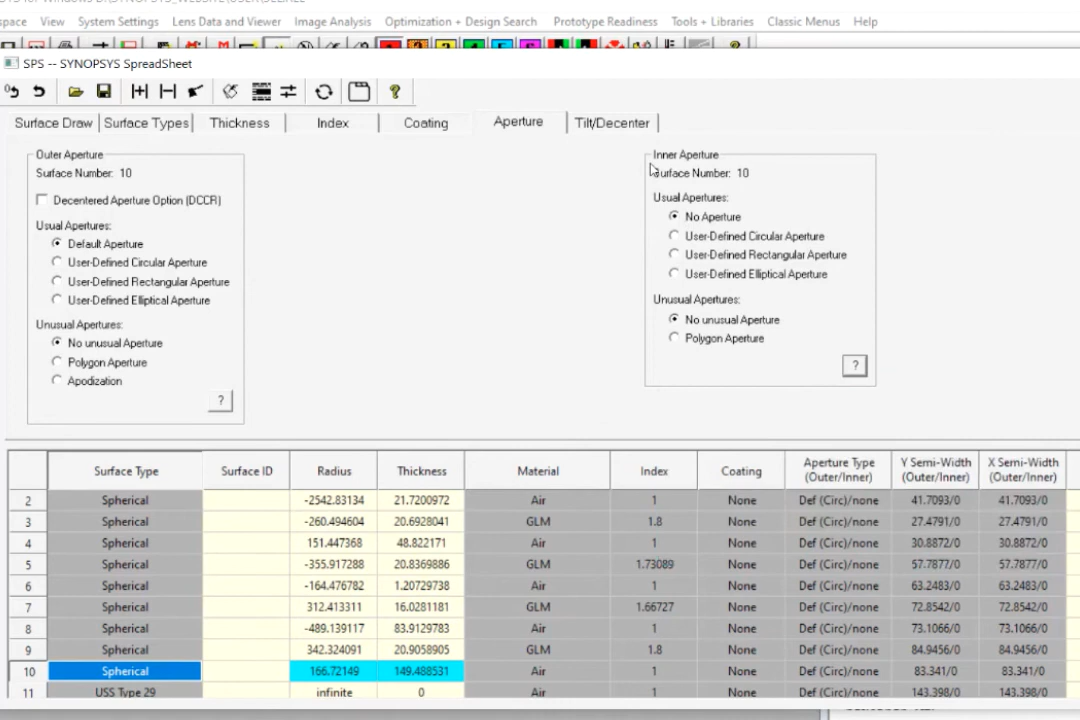 space View System Settings Lens Data and Viewer Image Analysis Optimization + Design Search Prototype Readiness Tools + Libraries Classic Menus Help
SPS -- SYNOPSYS SpreadSheet
Surface Draw Surface Types Thickness Index Coating Aperture Tilt/Decenter
Outer Aperture
Surface Number: 10
Decentered Aperture Option (DCCR)
Usual Apertures:
Default Aperture
User-Defined Circular Aperture
User-Defined Rectangular Aperture
User-Defined Elliptical Aperture
Unusual Apertures:
No unusual Aperture
Polygon Aperture
Apodization
?
Inner Aperture
Surface Number: 10
Usual Apertures:
No Aperture
User-Defined Circular Aperture
User-Defined Rectangular Aperture
User-Defined Elliptical Aperture
Unusual Apertures:
No unusual Aperture
Polygon Aperture
?
Surface Type Surface ID Radius Thickness Material Index Coating Aperture Type (Outer/Inner) Y Semi-Width (Outer/Inner) X Semi-Width (Outer/Inner)
2 Spherical -2542.83134 21.7200972 Air 1 None Def (Circ)/none 41.7093/0 41.7093/0
3 Spherical -260.494604 20.6928041 GLM 1.8 None Def (Circ)/none 27.4791/0 27.4791/0
4 Spherical 151.447368 48.822171 Air 1 None Def (Circ)/none 30.8872/0 30.8872/0
5 Spherical -355.917288 20.8369886 GLM 1.73089 None Def (Circ)/none 57.7877/0 57.7877/0
6 Spherical -164.476782 1.20729738 Air 1 None Def (Circ)/none 63.2483/0 63.2483/0
7 Spherical 312.413311 16.0281181 GLM 1.66727 None Def (Circ)/none 72.8542/0 72.8542/0
8 Spherical -489.139117 83.9129783 Air 1 None Def (Circ)/none 73.1066/0 73.1066/0
9 Spherical 342.324091 20.9058905 GLM 1.8 None Def (Circ)/none 84.9456/0 84.9456/0
10 Spherical 166.72149 149.488531 Air 1 None Def (Circ)/none 83.341/0 83.341/0
11 USS Type 29 infinite 0 Air 1 None Def (Circ)/none 143.398/0 143.398/0